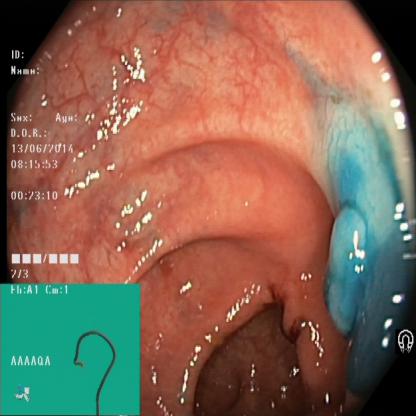 ID:
Name:
Sex: Age:
D.O.B.:
13/06/2014
08:15:53
00:23:10
■■■/■■■
2/3
Eh:A1 Cm:1
AAAAQA